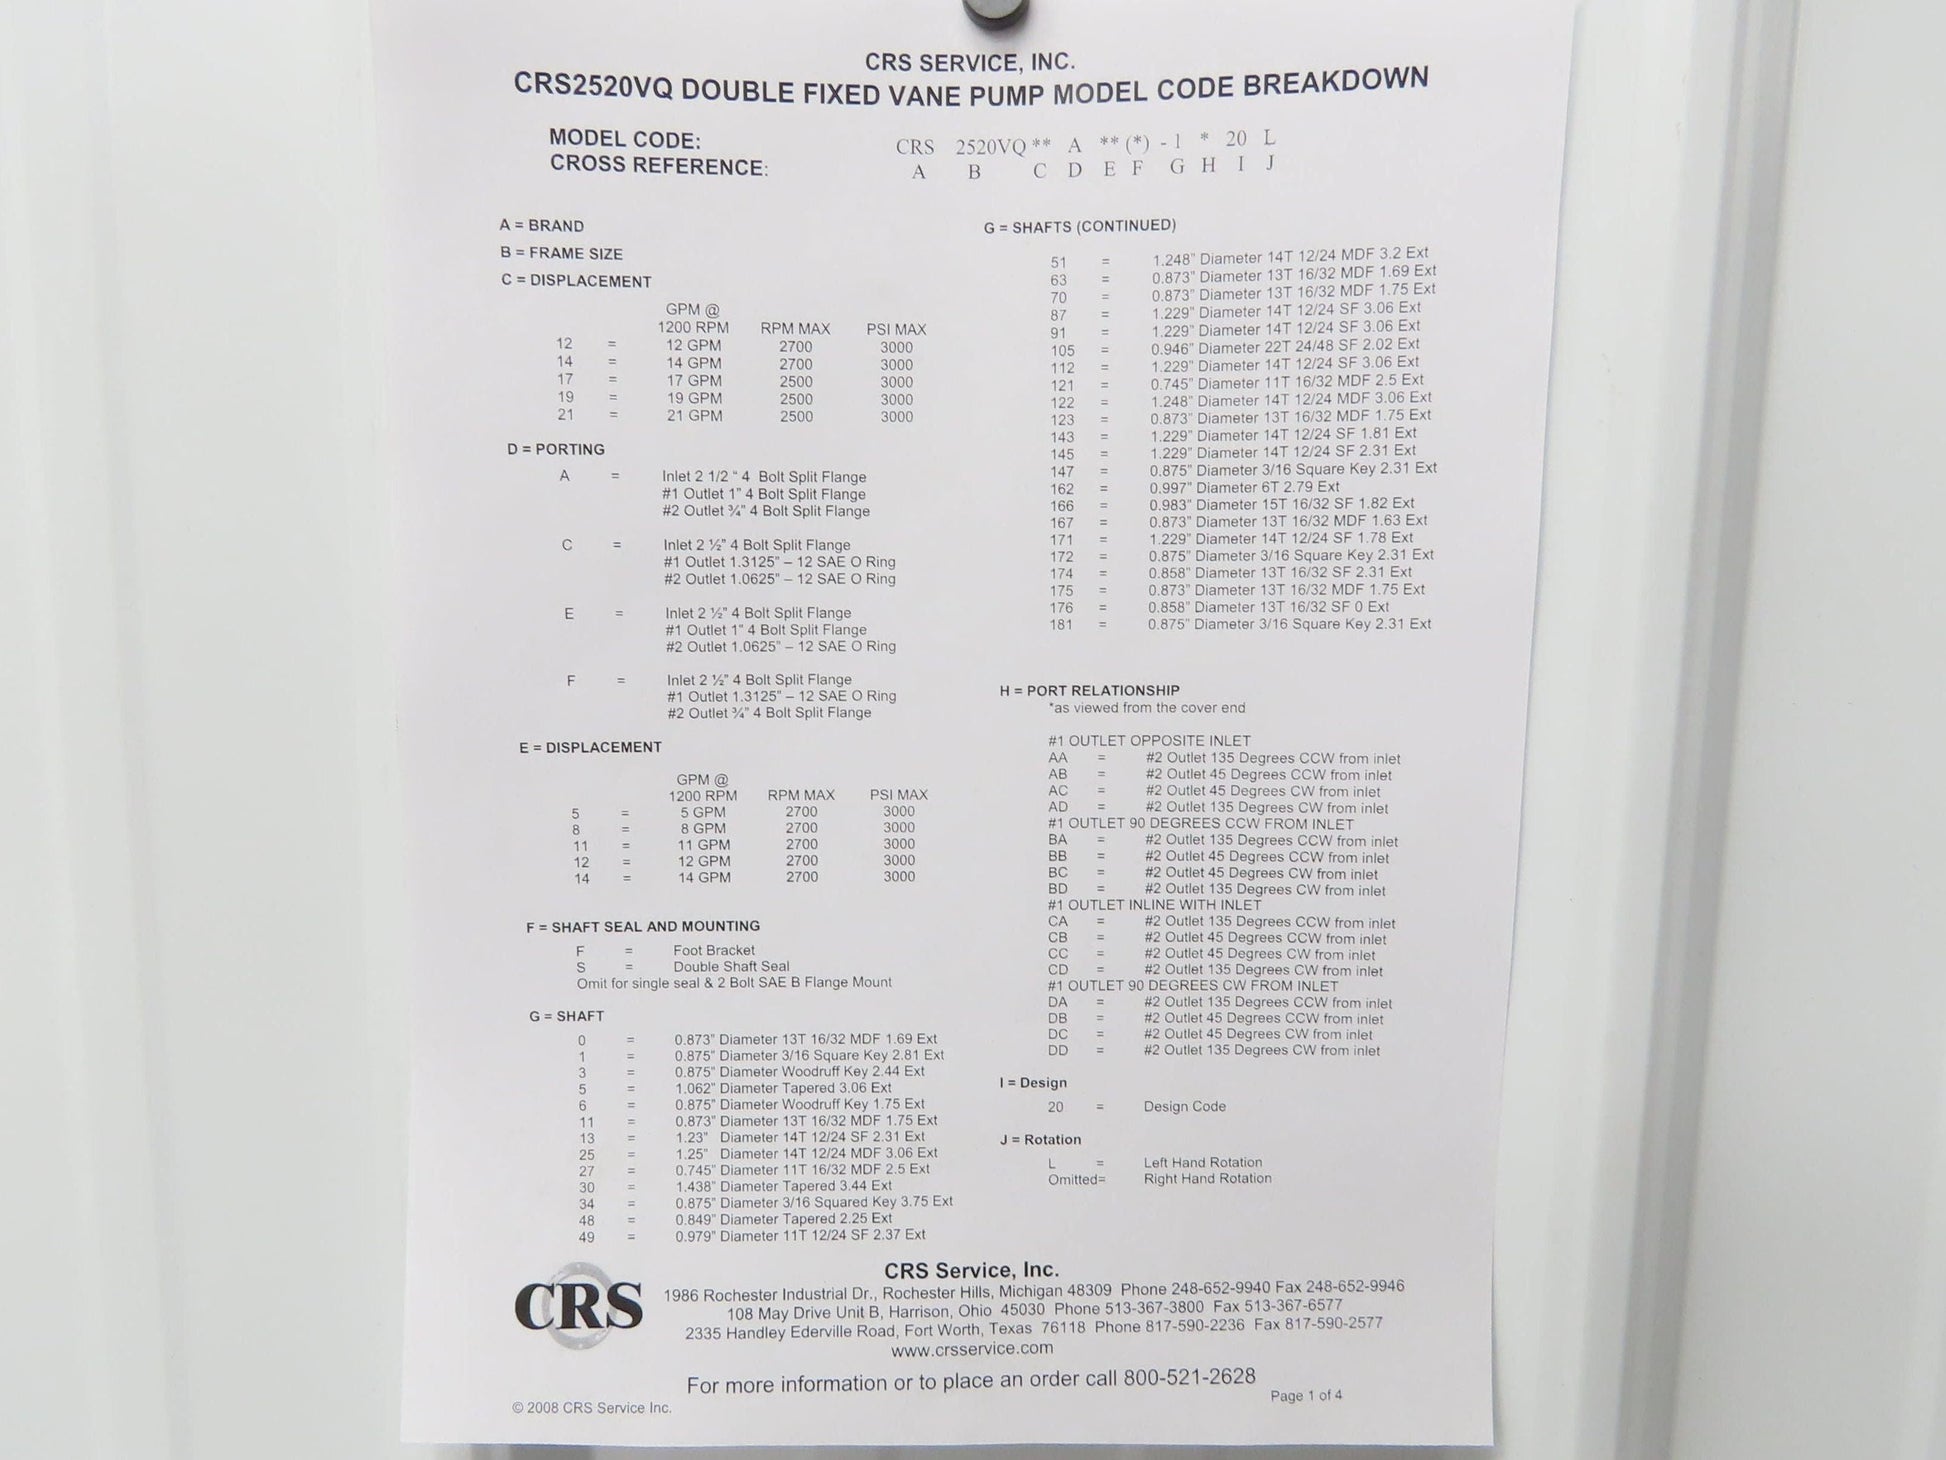 CRS SERVICE, INC.
CRS2520VQ DOUBLE FIXED VANE PUMP MODEL CODE BREAKDOWN
MODEL CODE: CRS 2520VQ ** A ** (*) - 1 * 20 L
CROSS REFERENCE: A B C D E F G H I J
A = BRAND
B = FRAME SIZE
C = DISPLACEMENT
GPM @
1200 RPM RPM MAX PSI MAX
12 = 12 GPM 2700 3000
14 = 14 GPM 2700 3000
17 = 17 GPM 2500 3000
19 = 19 GPM 2500 3000
21 = 21 GPM 2500 3000
D = PORTING
A = Inlet 2 1/2 “ 4 Bolt Split Flange
#1 Outlet 1” 4 Bolt Split Flange
#2 Outlet ¾” 4 Bolt Split Flange
C = Inlet 2 ½” 4 Bolt Split Flange
#1 Outlet 1.3125” – 12 SAE O Ring
#2 Outlet 1.0625” – 12 SAE O Ring
E = Inlet 2 ½” 4 Bolt Split Flange
#1 Outlet 1” 4 Bolt Split Flange
#2 Outlet 1.0625” – 12 SAE O Ring
F = Inlet 2 ½” 4 Bolt Split Flange
#1 Outlet 1.3125” – 12 SAE O Ring
#2 Outlet ¾” 4 Bolt Split Flange
E = DISPLACEMENT
GPM @
1200 RPM RPM MAX PSI MAX
5 = 5 GPM 2700 3000
8 = 8 GPM 2700 3000
11 = 11 GPM 2700 3000
12 = 12 GPM 2700 3000
14 = 14 GPM 2700 3000
F = SHAFT SEAL AND MOUNTING
F = Foot Bracket
S = Double Shaft Seal
Omit for single seal & 2 Bolt SAE B Flange Mount
G = SHAFT
0 = 0.873” Diameter 13T 16/32 MDF 1.69 Ext
1 = 0.875” Diameter 3/16 Square Key 2.81 Ext
3 = 0.875” Diameter Woodruff Key 2.44 Ext
5 = 1.062” Diameter Tapered 3.06 Ext
6 = 0.875” Diameter Woodruff Key 1.75 Ext
11 = 0.873” Diameter 13T 16/32 MDF 1.75 Ext
13 = 1.23” Diameter 14T 12/24 SF 2.31 Ext
25 = 1.25” Diameter 14T 12/24 MDF 3.06 Ext
27 = 0.745” Diameter 11T 16/32 MDF 2.5 Ext
30 = 1.438” Diameter Tapered 3.44 Ext
34 = 0.875” Diameter 3/16 Squared Key 3.75 Ext
48 = 0.849” Diameter Tapered 2.25 Ext
49 = 0.979” Diameter 11T 12/24 SF 2.37 Ext
G = SHAFTS (CONTINUED)
51 = 1.248” Diameter 14T 12/24 MDF 3.2 Ext
63 = 0.873” Diameter 13T 16/32 MDF 1.69 Ext
70 = 0.873” Diameter 13T 16/32 MDF 1.75 Ext
87 = 1.229” Diameter 14T 12/24 SF 3.06 Ext
91 = 1.229” Diameter 14T 12/24 SF 3.06 Ext
105 = 0.946” Diameter 22T 24/48 SF 2.02 Ext
112 = 1.229” Diameter 14T 12/24 SF 3.06 Ext
121 = 0.745” Diameter 11T 16/32 MDF 2.5 Ext
122 = 1.248” Diameter 14T 12/24 MDF 3.06 Ext
123 = 0.873” Diameter 13T 16/32 MDF 1.75 Ext
143 = 1.229” Diameter 14T 12/24 SF 1.81 Ext
145 = 1.229” Diameter 14T 12/24 SF 2.31 Ext
147 = 0.875” Diameter 3/16 Square Key 2.31 Ext
162 = 0.997” Diameter 6T 2.79 Ext
166 = 0.983” Diameter 15T 16/32 SF 1.82 Ext
167 = 0.873” Diameter 13T 16/32 MDF 1.63 Ext
171 = 1.229” Diameter 14T 12/24 SF 1.78 Ext
172 = 0.875” Diameter 3/16 Square Key 2.31 Ext
174 = 0.858” Diameter 13T 16/32 SF 2.31 Ext
175 = 0.873” Diameter 13T 16/32 MDF 1.75 Ext
176 = 0.858” Diameter 13T 16/32 SF 0 Ext
181 = 0.875” Diameter 3/16 Square Key 2.31 Ext
H = PORT RELATIONSHIP
*as viewed from the cover end
#1 OUTLET OPPOSITE INLET
AA = #2 Outlet 135 Degrees CCW from inlet
AB = #2 Outlet 45 Degrees CCW from inlet
AC = #2 Outlet 45 Degrees CW from inlet
AD = #2 Outlet 135 Degrees CW from inlet
#1 OUTLET 90 DEGREES CCW FROM INLET
BA = #2 Outlet 135 Degrees CCW from inlet
BB = #2 Outlet 45 Degrees CCW from inlet
BC = #2 Outlet 45 Degrees CW from inlet
BD = #2 Outlet 135 Degrees CW from inlet
#1 OUTLET INLINE WITH INLET
CA = #2 Outlet 135 Degrees CCW from inlet
CB = #2 Outlet 45 Degrees CCW from inlet
CC = #2 Outlet 45 Degrees CW from inlet
CD = #2 Outlet 135 Degrees CW from inlet
#1 OUTLET 90 DEGREES CW FROM INLET
DA = #2 Outlet 135 Degrees CCW from inlet
DB = #2 Outlet 45 Degrees CCW from inlet
DC = #2 Outlet 45 Degrees CW from inlet
DD = #2 Outlet 135 Degrees CW from inlet
I = Design
20 = Design Code
J = Rotation
L = Left Hand Rotation
Omitted= Right Hand Rotation
CRS
CRS Service, Inc.
1986 Rochester Industrial Dr., Rochester Hills, Michigan 48309 Phone 248-652-9940 Fax 248-652-9946
108 May Drive Unit B, Harrison, Ohio 45030 Phone 513-367-3800 Fax 513-367-6577
2335 Handley Ederville Road, Fort Worth, Texas 76118 Phone 817-590-2236 Fax 817-590-2577
www.crsservice.com
For more information or to place an order call 800-521-2628
© 2008 CRS Service Inc.
Page 1 of 4